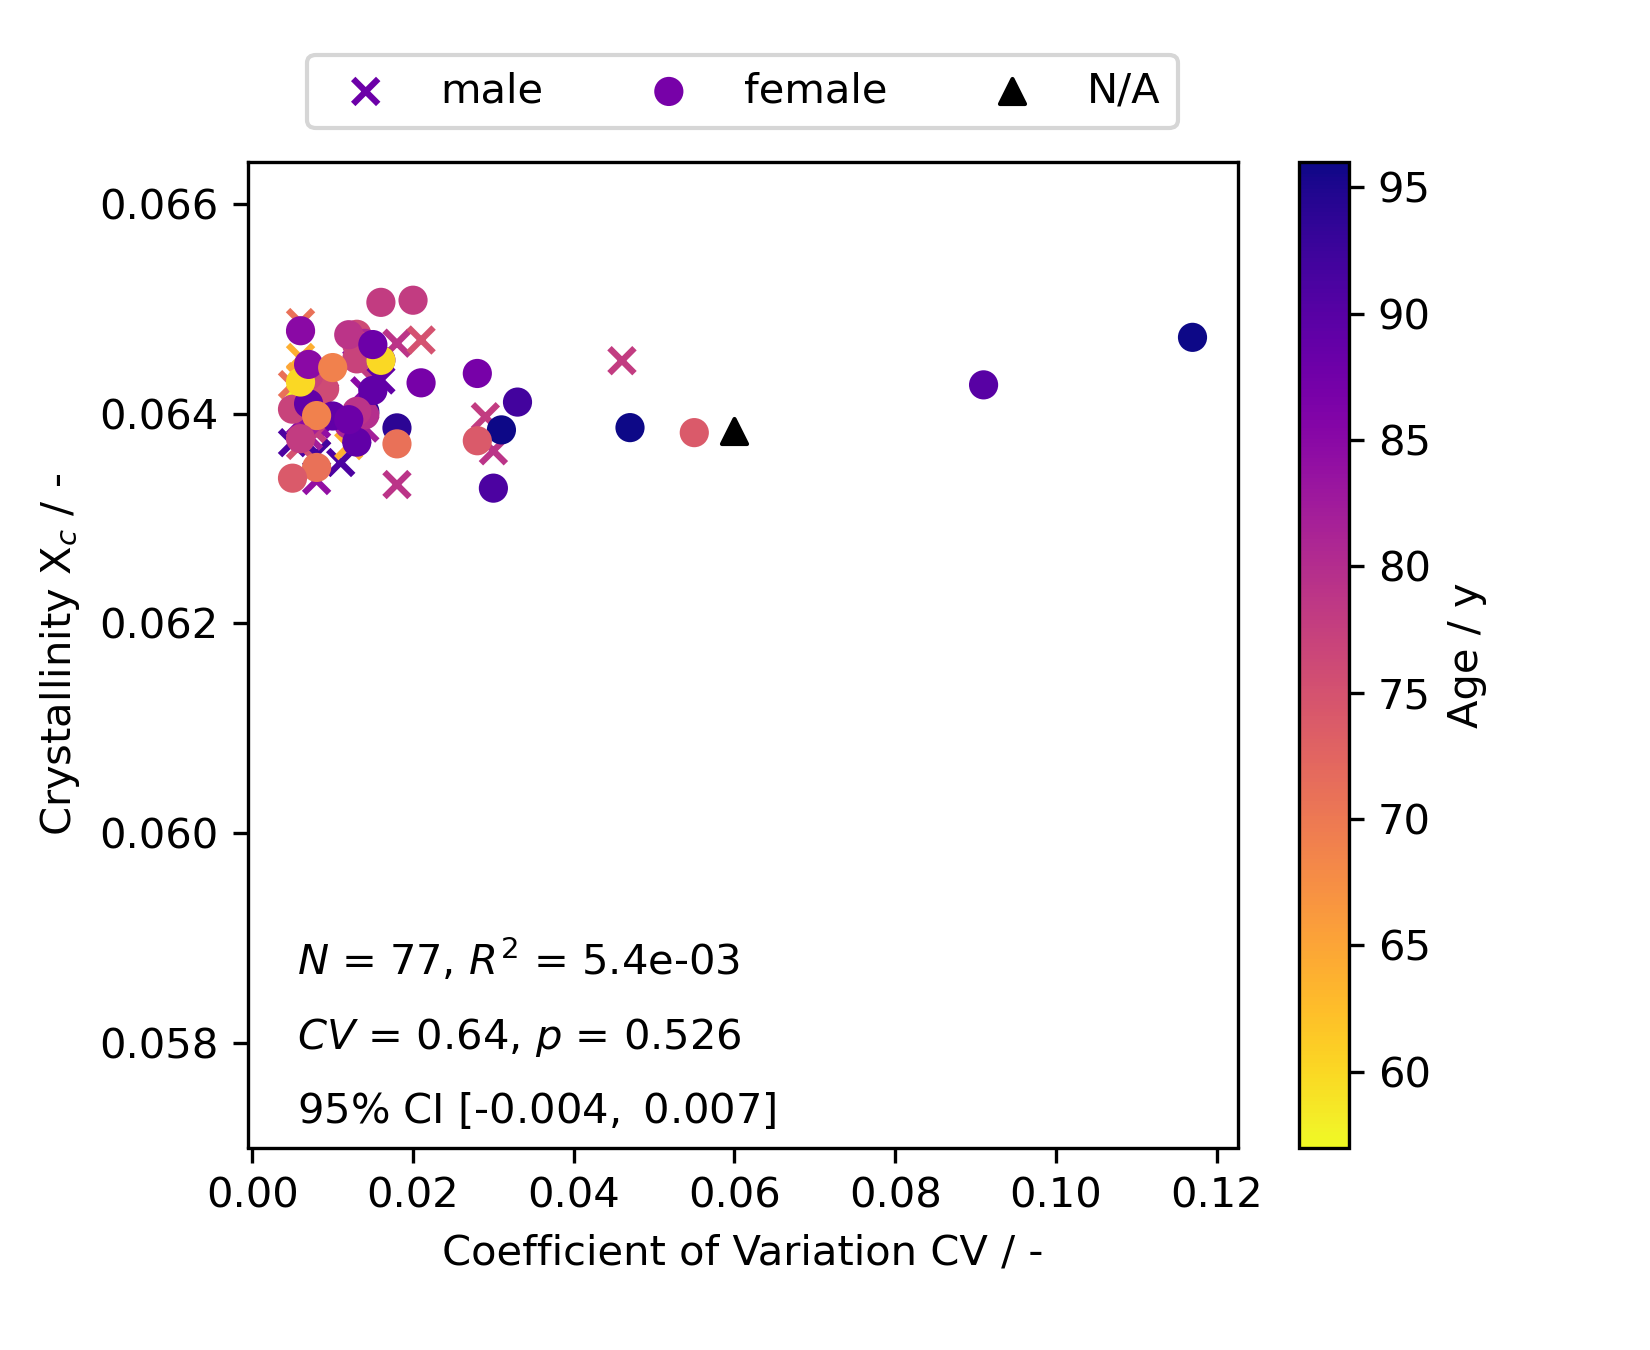 male female N/A
0.066
0.064
0.062
0.060
0.058
Crystallinity X_c / -
N = 77, R² = 5.4e-03
CV = 0.64, p = 0.526
95% CI [-0.004, 0.007]
0.00 0.02 0.04 0.06 0.08 0.10 0.12
Coefficient of Variation CV / -
95
90
85
80
75
70
65
60
Age / y